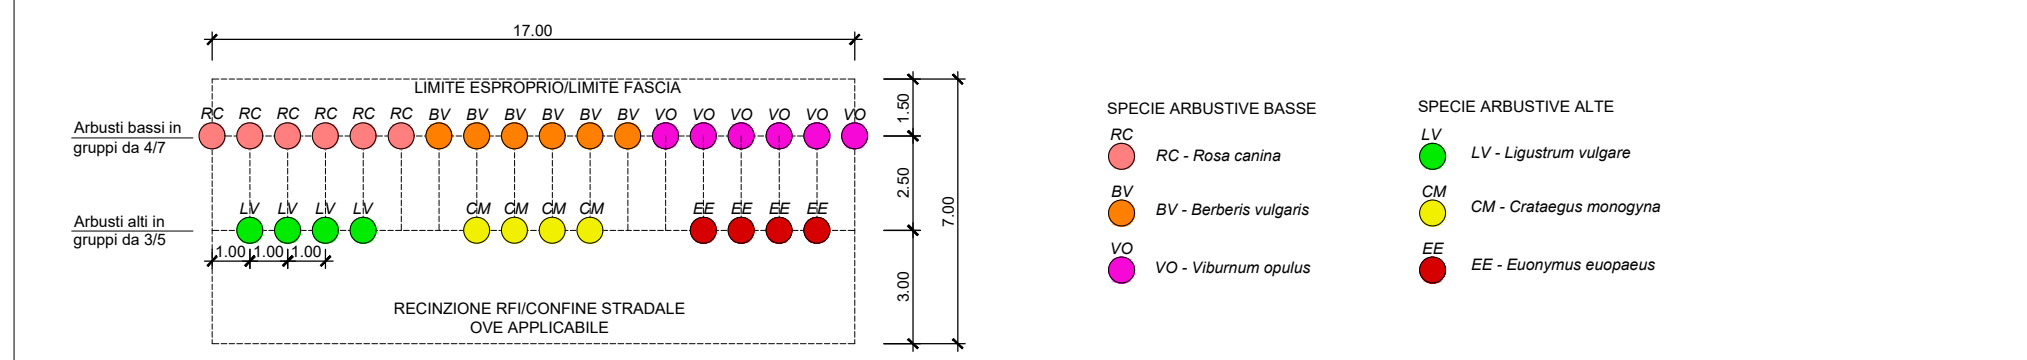 17.00
LIMITE ESPROPRIO/LIMITE FASCIA
RC RC RC RC RC RC BV BV BV BV BV BV VO VO VO VO VO VO
Arbusti bassi in
gruppi da 4/7
LV LV LV LV CM CM CM CM EE EE EE EE
Arbusti alti in
gruppi da 3/5
1.00 1.00 1.00
RECINZIONE RFI/CONFINE STRADALE
OVE APPLICABILE
1.50
2.50
3.00
7.00
SPECIE ARBUSTIVE BASSE
RC
RC - Rosa canina
BV
BV - Berberis vulgaris
VO
VO - Viburnum opulus
SPECIE ARBUSTIVE ALTE
LV
LV - Ligustrum vulgare
CM
CM - Crataegus monogyna
EE
EE - Euonymus euopaeus